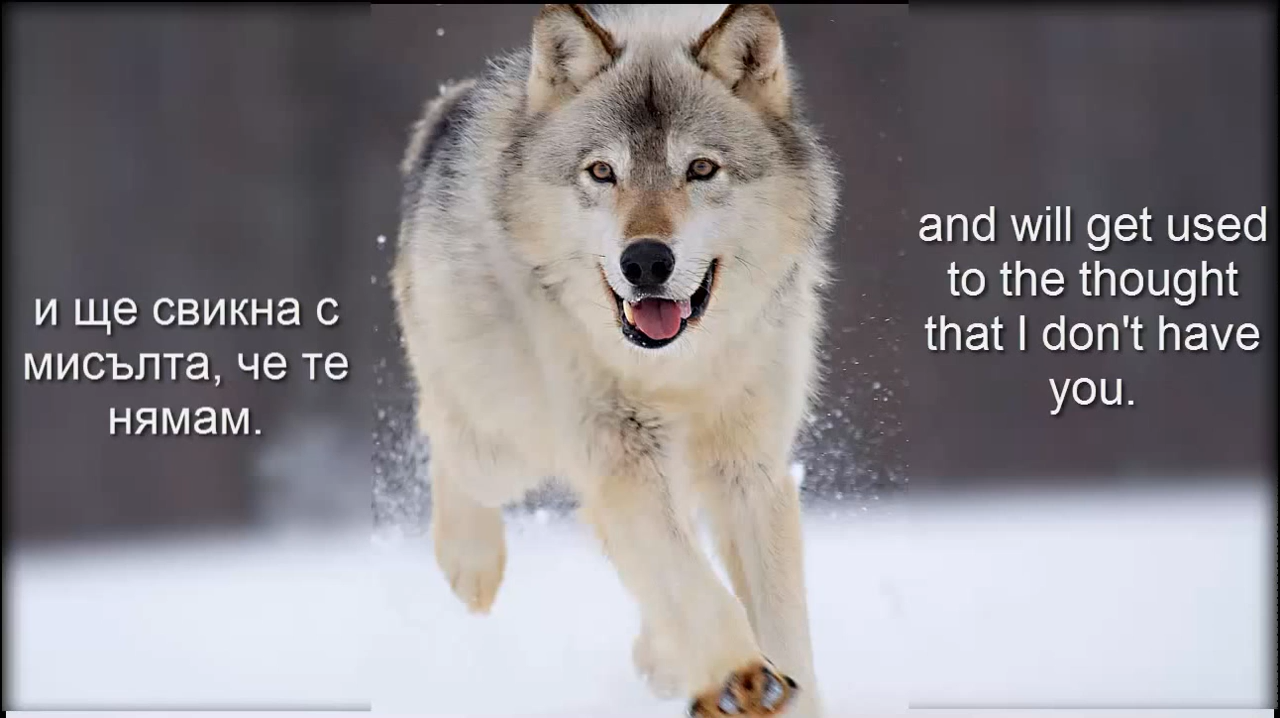 и ще свикна с
мисълта, че те
нямам.
and will get used
to the thought
that I don't have
you.